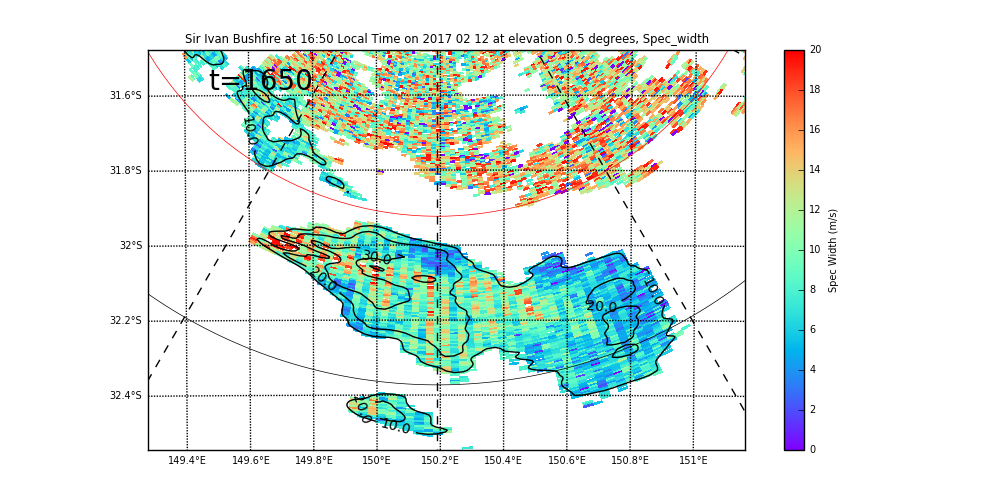 Sir Ivan Bushfire at 16:50 Local Time on 2017 02 12 at elevation 0.5 degrees, Spec_width
t=1650
31.6°S
31.8°S
32°S
32.2°S
32.4°S
149.4°E 149.6°E 149.8°E 150°E 150.2°E 150.4°E 150.6°E 150.8°E 151°E
10.0
30.0
20.0
20.0
10.0
10.0
20
18
16
14
12
10
8
6
4
2
0
Spec Width (m/s)